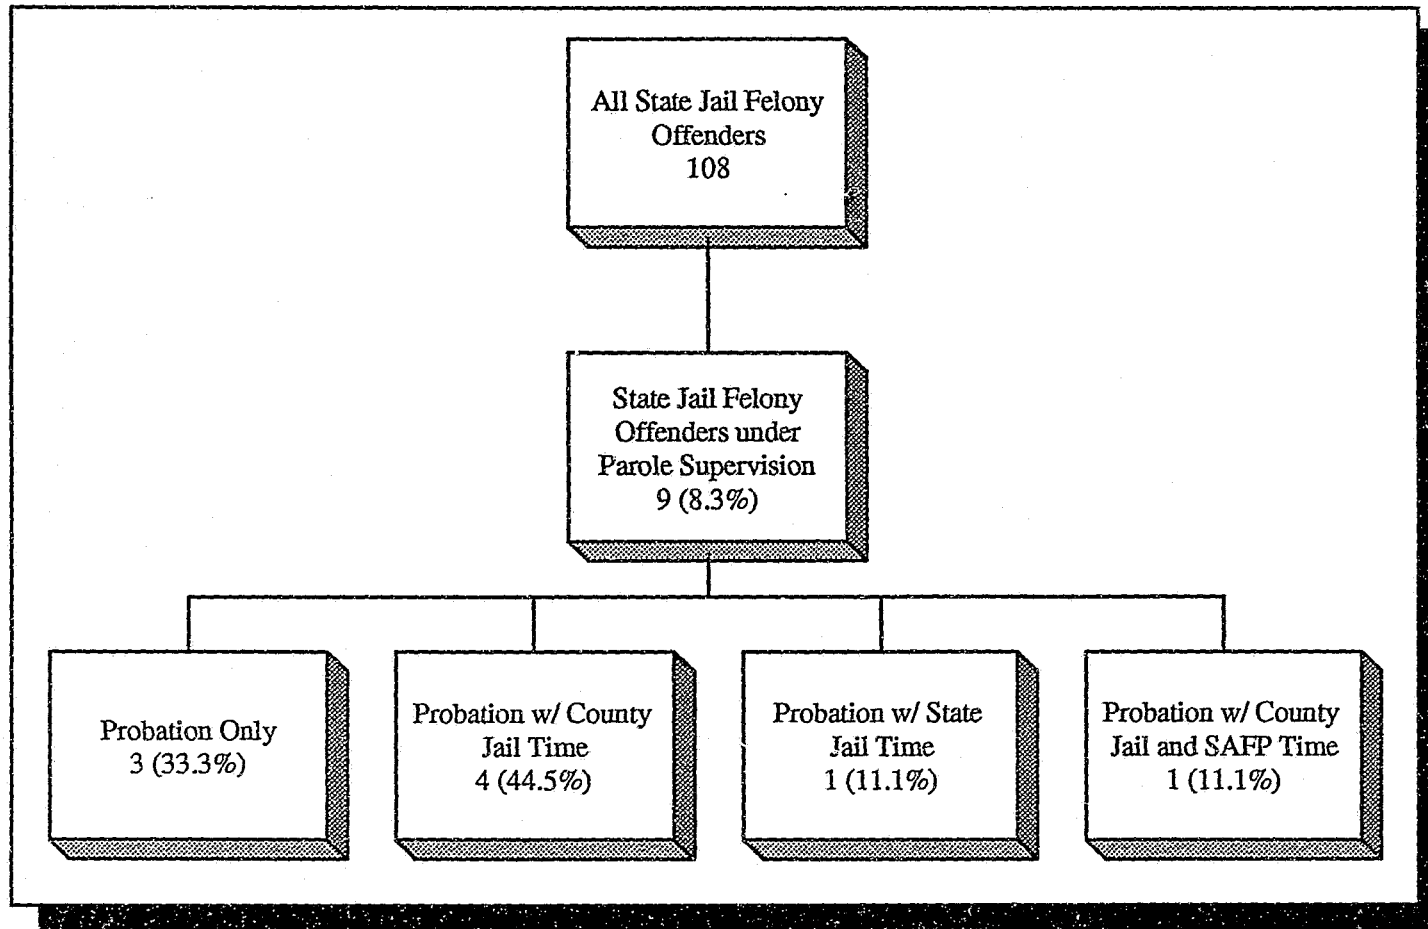 All State Jail Felony
Offenders
108
State Jail Felony
Offenders under
Parole Supervision
9 (8.3%)
Probation Only
3 (33.3%)
Probation w/ County
Jail Time
4 (44.5%)
Probation w/ State
Jail Time
1 (11.1%)
Probation w/ County
Jail and SAFP Time
1 (11.1%)